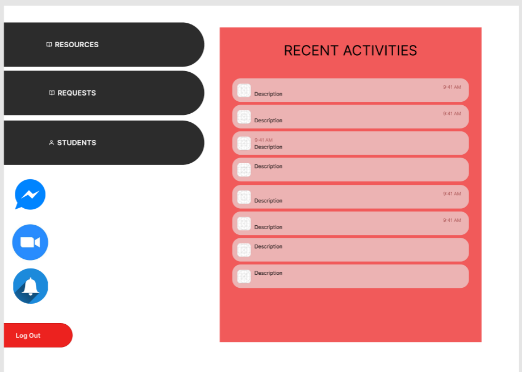 RESOURCES
REQUESTS
STUDENTS
Log Out
RECENT ACTIVITIES
9:41 AM
Description
9:41 AM
Description
9:41 AM
Description
Description
9:41 AM
Description
9:41 AM
Description
Description
Description